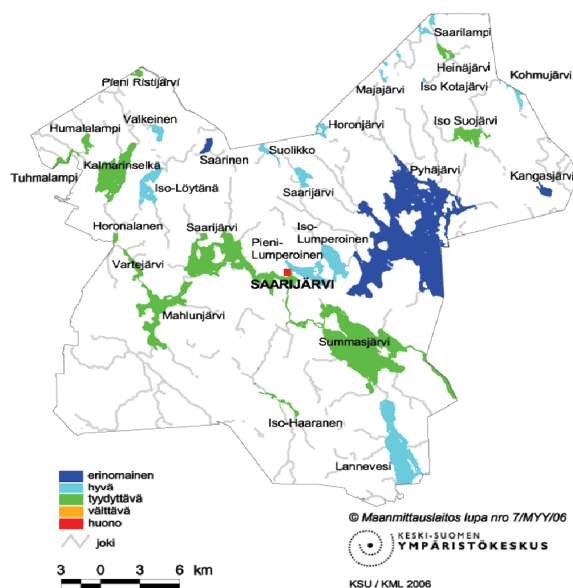 Saarilampi
Heinäjärvi
Pieni Ristijärvi
Majajärvi
Iso Kotajärvi
Kohmujärvi
Valkeinen
Humalalampi
Horonjärvi
Iso Suojärvi
Kalmarinselkä
Saarinen
Suolikko
Pyhäjärvi
Tuhmalampi
Iso-Löytänä
Saarijärvi
Kangasjärvi
Horonalanen
Saarijärvi
Iso-
Lumperoinen
Pieni-
Lumperoinen
Vartejärvi
SAARIJÄRVI
Mahlunjärvi
Summasjärvi
Iso-Haaranen
Lannevesi
erinomainen
hyvä
tyydyttävä
välttävä
huono
joki
© Maanmittauslaitos lupa nro 7/MYY/06
KESKI-SUOMEN
YMPÄRISTÖKESKUS
3 0 3 6 km
KSU / KML 2006